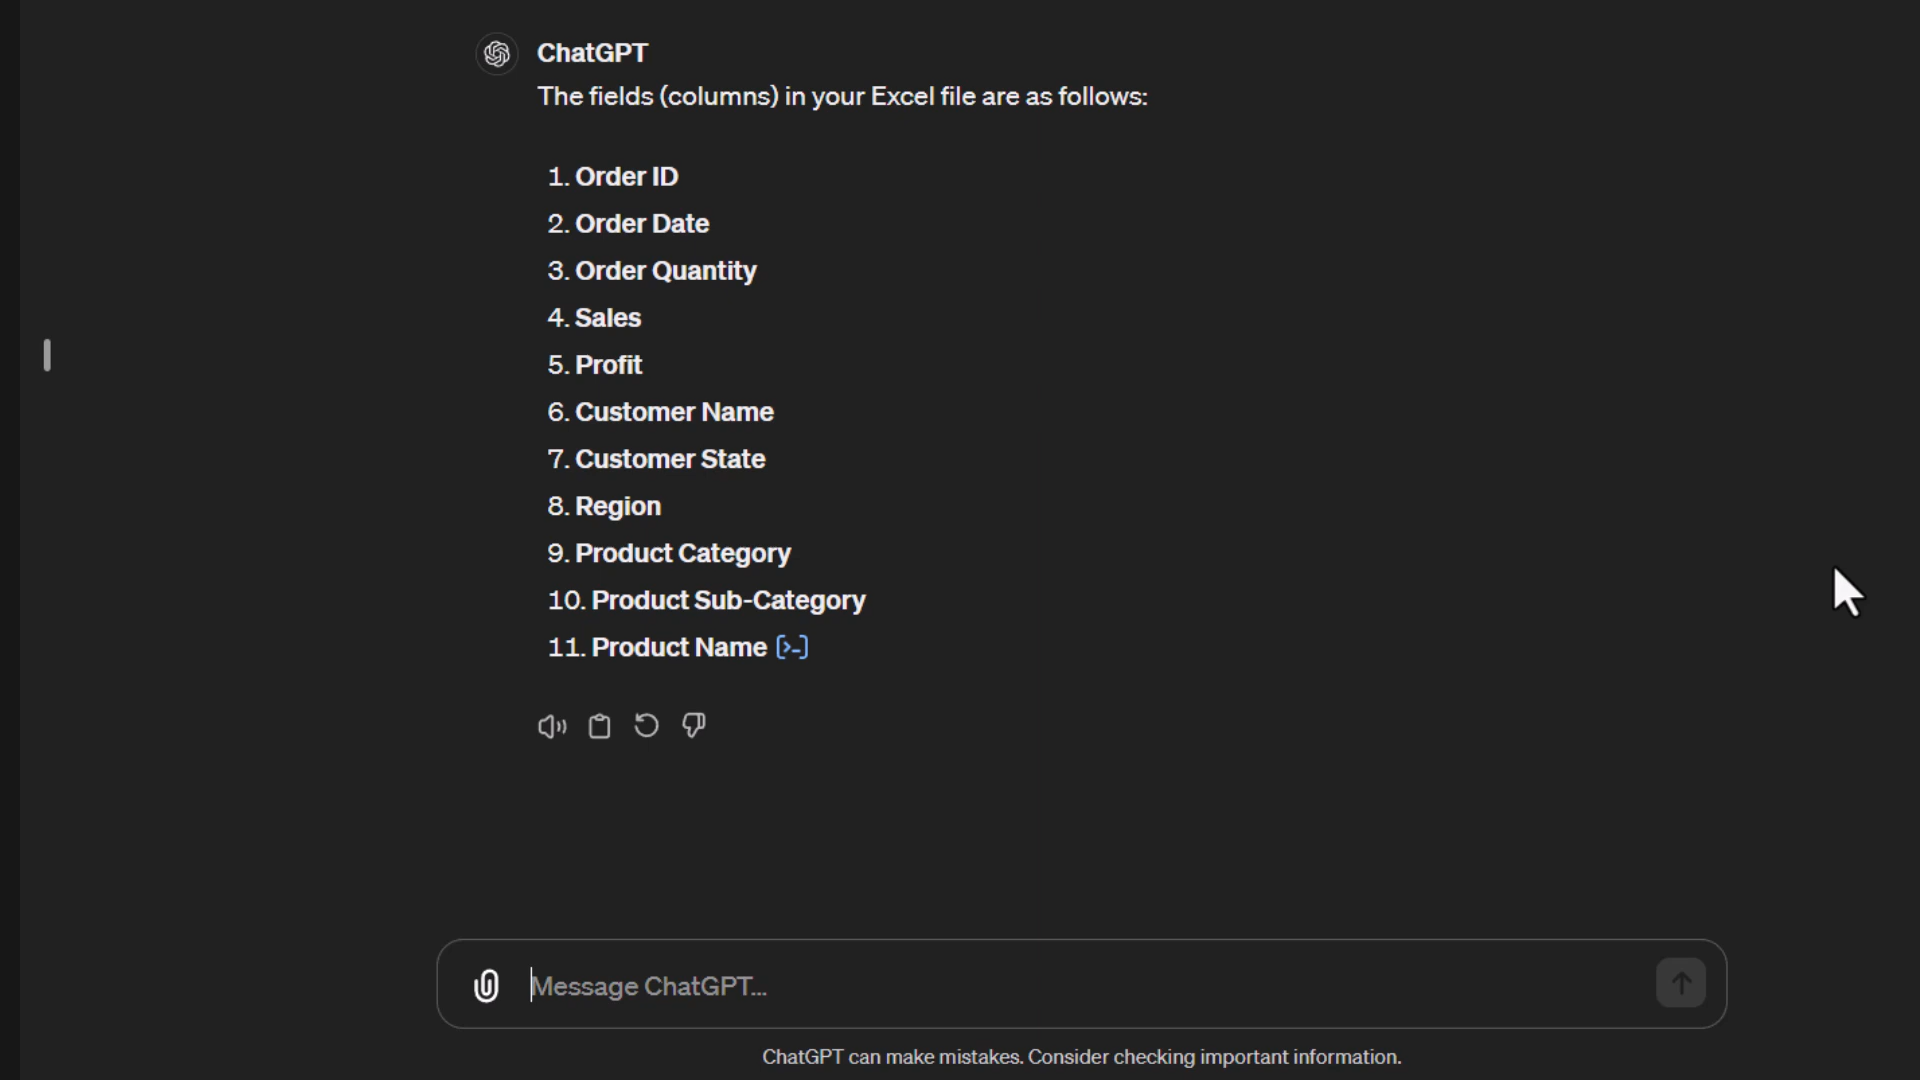 ChatGPT
The fields (columns) in your Excel file are as follows:
1. Order ID
2. Order Date
3. Order Quantity
4. Sales
5. Profit
6. Customer Name
7. Customer State
8. Region
9. Product Category
10. Product Sub-Category
11. Product Name [>-]
Message ChatGPT...
ChatGPT can make mistakes. Consider checking important information.